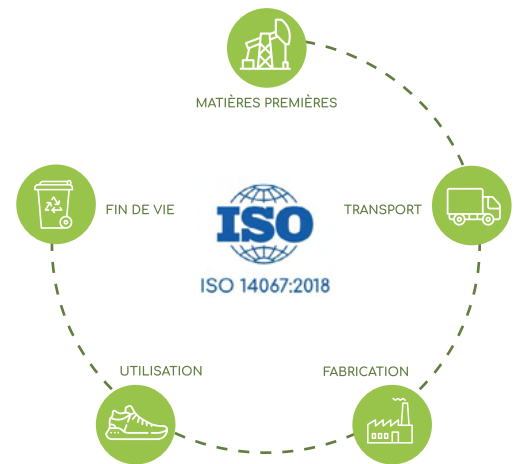 MATIÈRES PREMIÈRES
FIN DE VIE
ISO
TRANSPORT
ISO 14067:2018
UTILISATION
FABRICATION